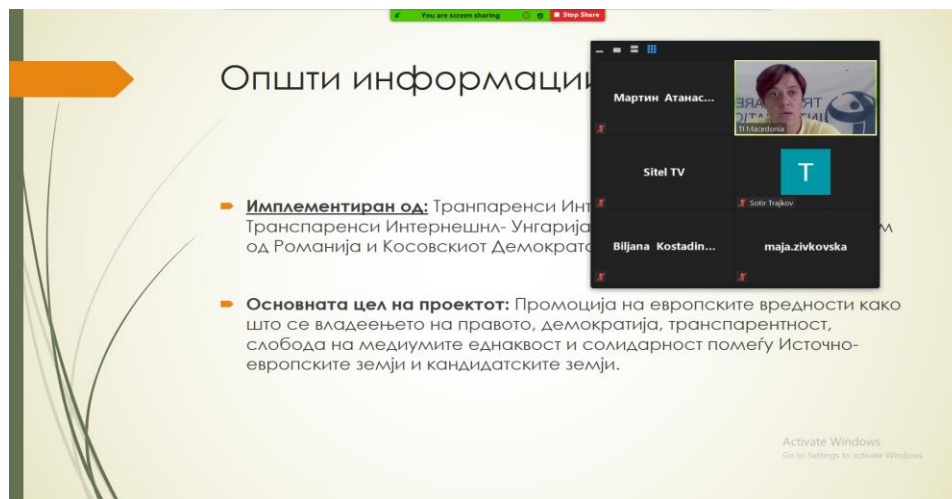 You are screen sharing
Stop Share
Општи информации
Мартин Атанас...
TI Macedonia
Sitel TV
T
Sotir Trajkov
Biljana Kostadin...
maja.zivkovska
Имплементиран од: Транпаренси Инт
Транспаренси Интернешнл- Унгарија
од Романија и Косовскиот Демократ
Основната цел на проектот: Промоција на европските вредности како
што се владеењето на правото, демократија, транспарентност,
слобода на медиумите еднаквост и солидарност помеѓу Источно-
европските земји и кандидатските земји.
Activate Windows
Go to Settings to activate Windows.